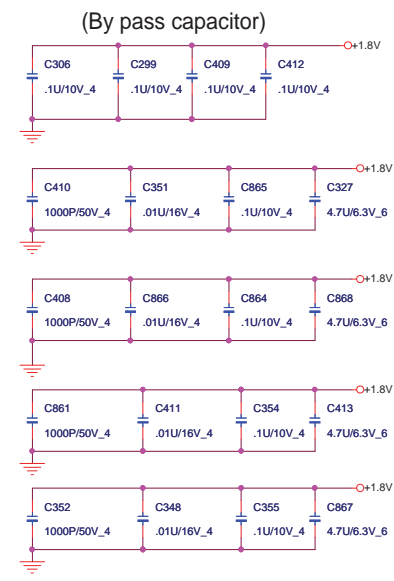 (By pass capacitor)
+1.8V
C306 C299 C409 C412
.1U/10V_4 .1U/10V_4 .1U/10V_4 .1U/10V_4
+1.8V
C410 C351 C865 C327
1000P/50V_4 .01U/16V_4 .1U/10V_4 4.7U/6.3V_6
+1.8V
C408 C866 C864 C868
1000P/50V_4 .01U/16V_4 .1U/10V_4 4.7U/6.3V_6
+1.8V
C861 C411 C354 C413
1000P/50V_4 .01U/16V_4 .1U/10V_4 4.7U/6.3V_6
+1.8V
C352 C348 C355 C867
1000P/50V_4 .01U/16V_4 .1U/10V_4 4.7U/6.3V_6